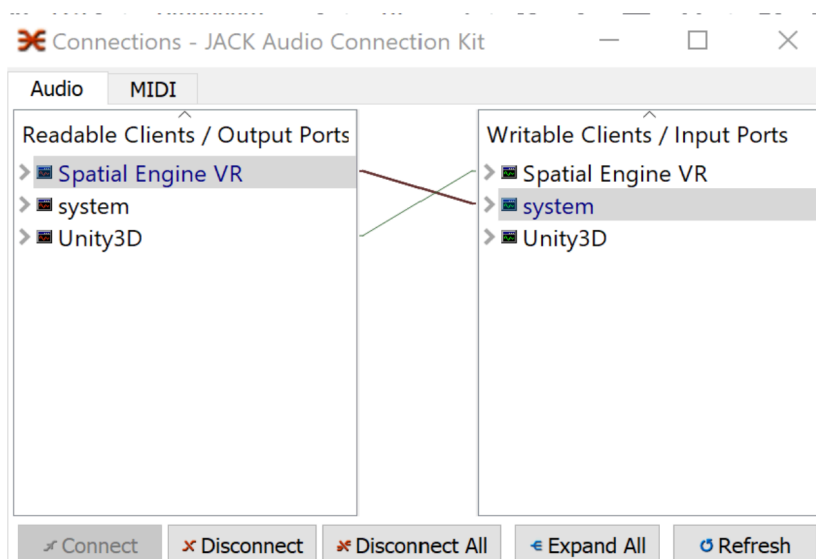 Connections - JACK Audio Connection Kit
Audio MIDI
Readable Clients / Output Ports
Spatial Engine VR
system
Unity3D
Writable Clients / Input Ports
Spatial Engine VR
system
Unity3D
Connect Disconnect Disconnect All Expand All Refresh